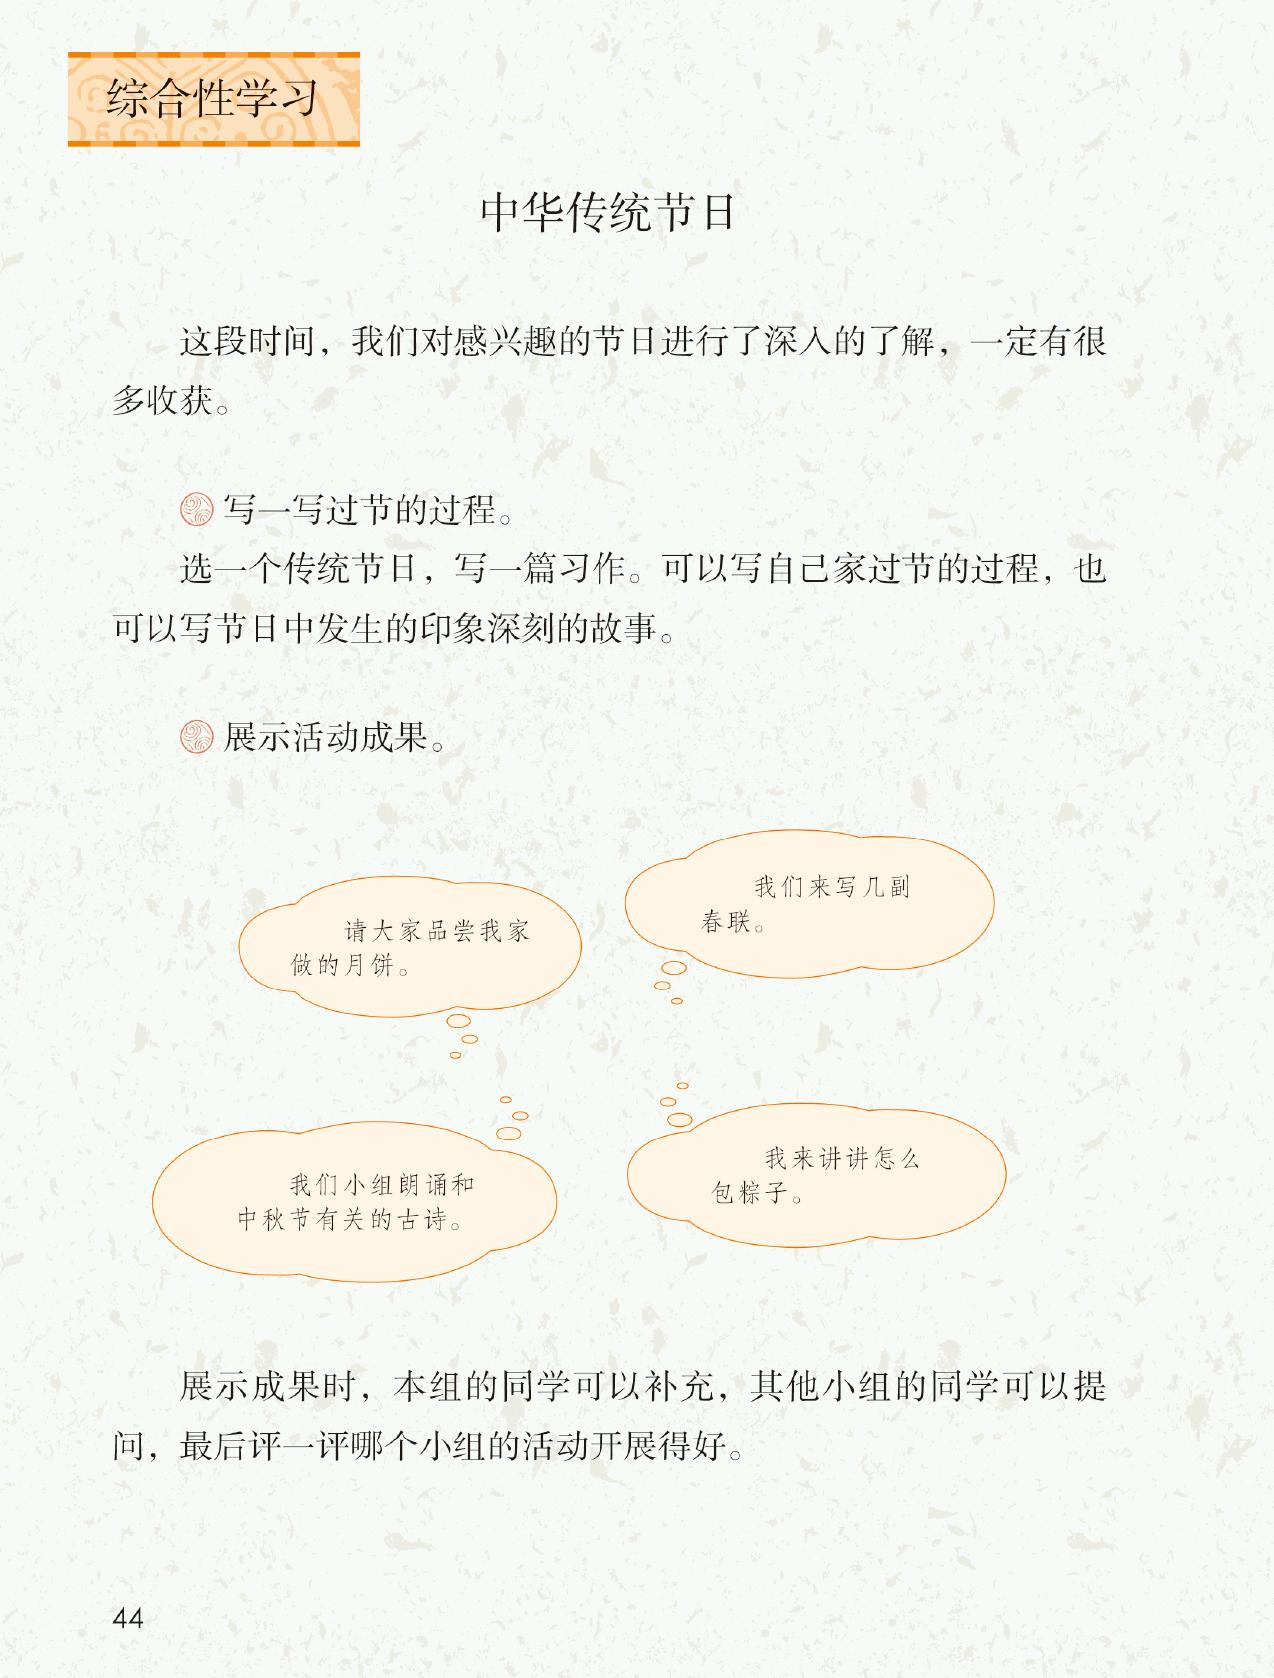 综合性学习
中华传统节日
这段时间，我们对感兴趣的节日进行了深入的了解，一定有很
多收获。
写一写过节的过程。
选一个传统节日，写一篇习作。可以写自己家过节的过程，也
可以写节日中发生的印象深刻的故事。
展示活动成果。
请大家品尝我家
做的月饼。
我们来写几副
春联。
我们小组朗诵和
中秋节有关的古诗。
我来讲讲怎么
包粽子。
展示成果时，本组的同学可以补充，其他小组的同学可以提
问，最后评一评哪个小组的活动开展得好。
44